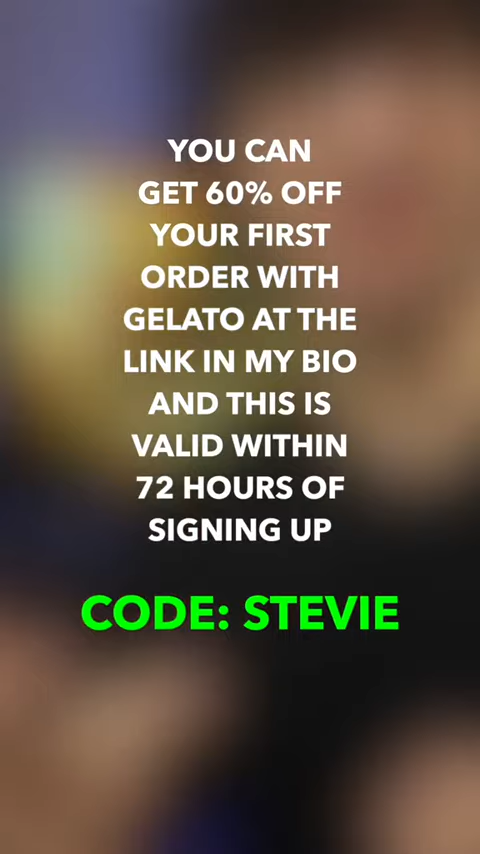 YOU CAN
GET 60% OFF
YOUR FIRST
ORDER WITH
GELATO AT THE
LINK IN MY BIO
AND THIS IS
VALID WITHIN
72 HOURS OF
SIGNING UP
CODE: STEVIE